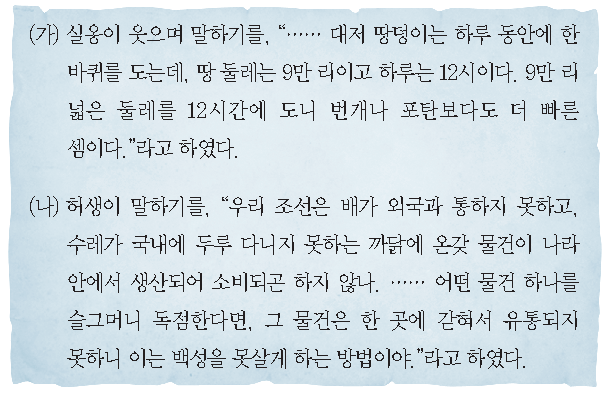 (가) 실옹이 웃으며 말하기를, “…… 대저 땅덩이는 하루 동안에 한
바퀴를 도는데, 땅 둘레는 9만 리이고 하루는 12시이다. 9만 리
넓은 둘레를 12시간에 도니 번개나 포탄보다도 더 빠른
셈이다.”라고 하였다.
(나) 허생이 말하기를, “우리 조선은 배가 외국과 통하지 못하고,
수레가 국내에 두루 다니지 못하는 까닭에 온갖 물건이 나라
안에서 생산되어 소비되곤 하지 않나. …… 어떤 물건 하나를
슬그머니 독점한다면, 그 물건은 한 곳에 갇혀서 유통되지
못하니 이는 백성을 못살게 하는 방법이야.”라고 하였다.